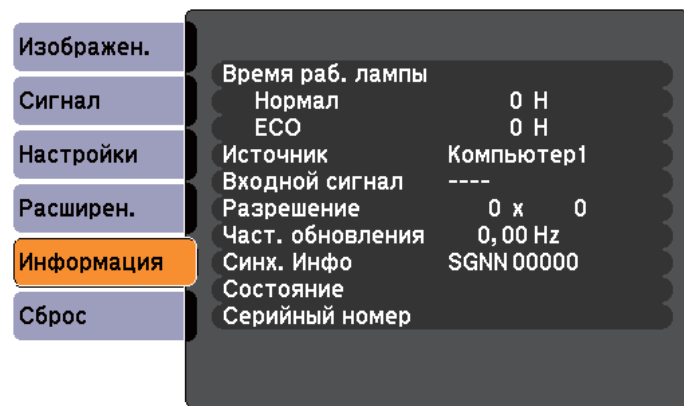 Изображен.
Сигнал
Настройки
Расширен.
Информация
Сброс
Время раб. лампы
Нормал 0 H
ECO 0 H
Источник Компьютер1
Входной сигнал ----
Разрешение 0 x 0
Част. обновления 0,00 Hz
Синх. Инфо SGNN 00000
Состояние
Серийный номер